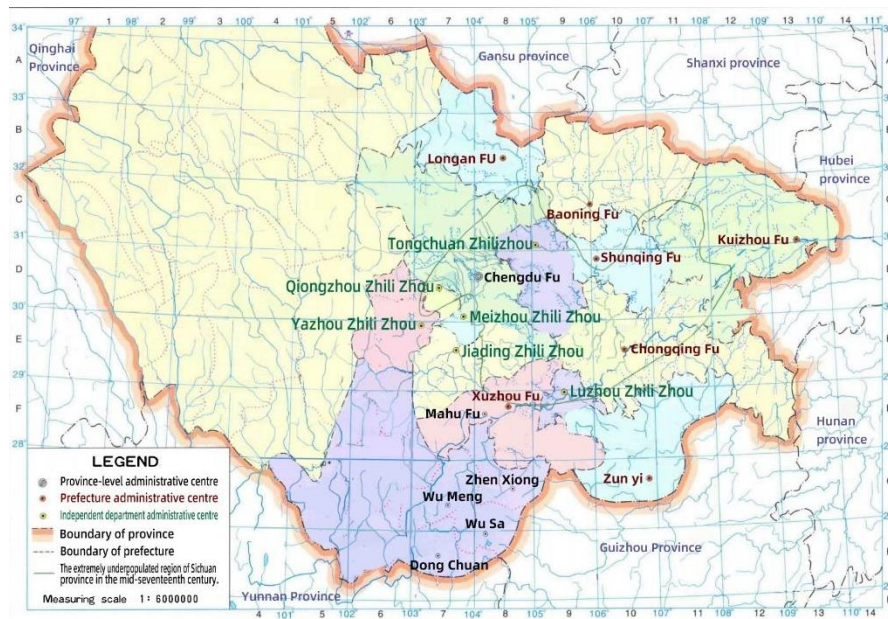 34°
97°
1
98°
2
99°
3
100°
4
101°
5
102°
6
103°
7
104°
8
105°
9
106°
10
107°
11
108°
12
109°
13
110°
14
111°
Qinghai
Province
Gansu province
Shanxi province
A
33
B
Longan FU
32
Hubei
province
C
Baoning Fu
31
Tongchuan Zhilizhou
Shunqing Fu
Kuizhou Fu
D
Chengdu Fu
Qiongzhou Zhili Zhou
30
Meizhou Zhili Zhou
Yazhou Zhili Zhou
E
Jiading Zhili Zhou
Chongqing Fu
29
Xuzhou Fu
Luzhou Zhili Zhou
F
Mahu Fu
Hunan
province
28
LEGEND
Province-level administrative centre
Prefecture administrative centre
Independent department administrative centre
Boundary of province
Boundary of prefecture
The extremely underpopulated region of Sichuan
province in the mid-seventeenth century.
Measuring scale 1: 6000000
Zhen Xiong
Zun yi
Wu Meng
Wu Sa
Guizhou Province
Dong Chuan
Yunnan Province
4
101°
5
102°
6
103°
7
104°
8
105°
9
106°
10
107°
11
108°
12
109°
13
110°